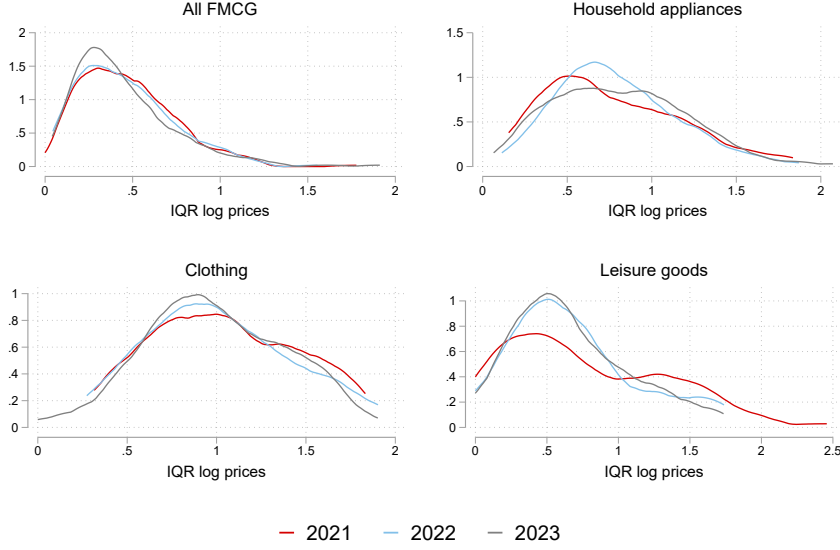 All FMCG
2
1.5
1
.5
0
0 .5 1 1.5 2
IQR log prices
Household appliances
1.5
1
.5
0
0 .5 1 1.5 2
IQR log prices
Clothing
1
.8
.6
.4
.2
0
0 .5 1 1.5 2
IQR log prices
Leisure goods
1
.8
.6
.4
.2
0
0 .5 1 1.5 2 2.5
IQR log prices
2021 2022 2023